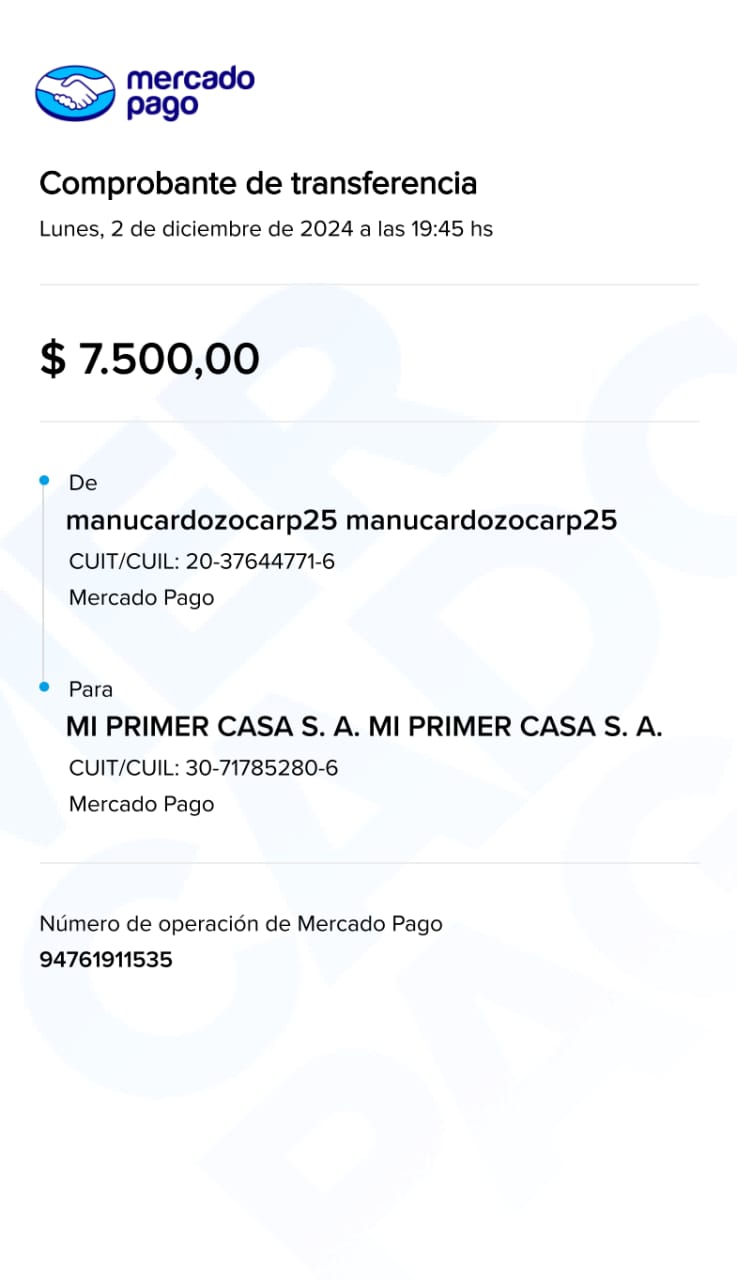 mercado
pago
Comprobante de transferencia
Lunes, 2 de diciembre de 2024 a las 19:45 hs
$ 7.500,00
De
manucardozocarp25 manucardozocarp25
CUIT/CUIL: 20-37644771-6
Mercado Pago
Para
MI PRIMER CASA S. A. MI PRIMER CASA S. A.
CUIT/CUIL: 30-71785280-6
Mercado Pago
Número de operación de Mercado Pago
94761911535